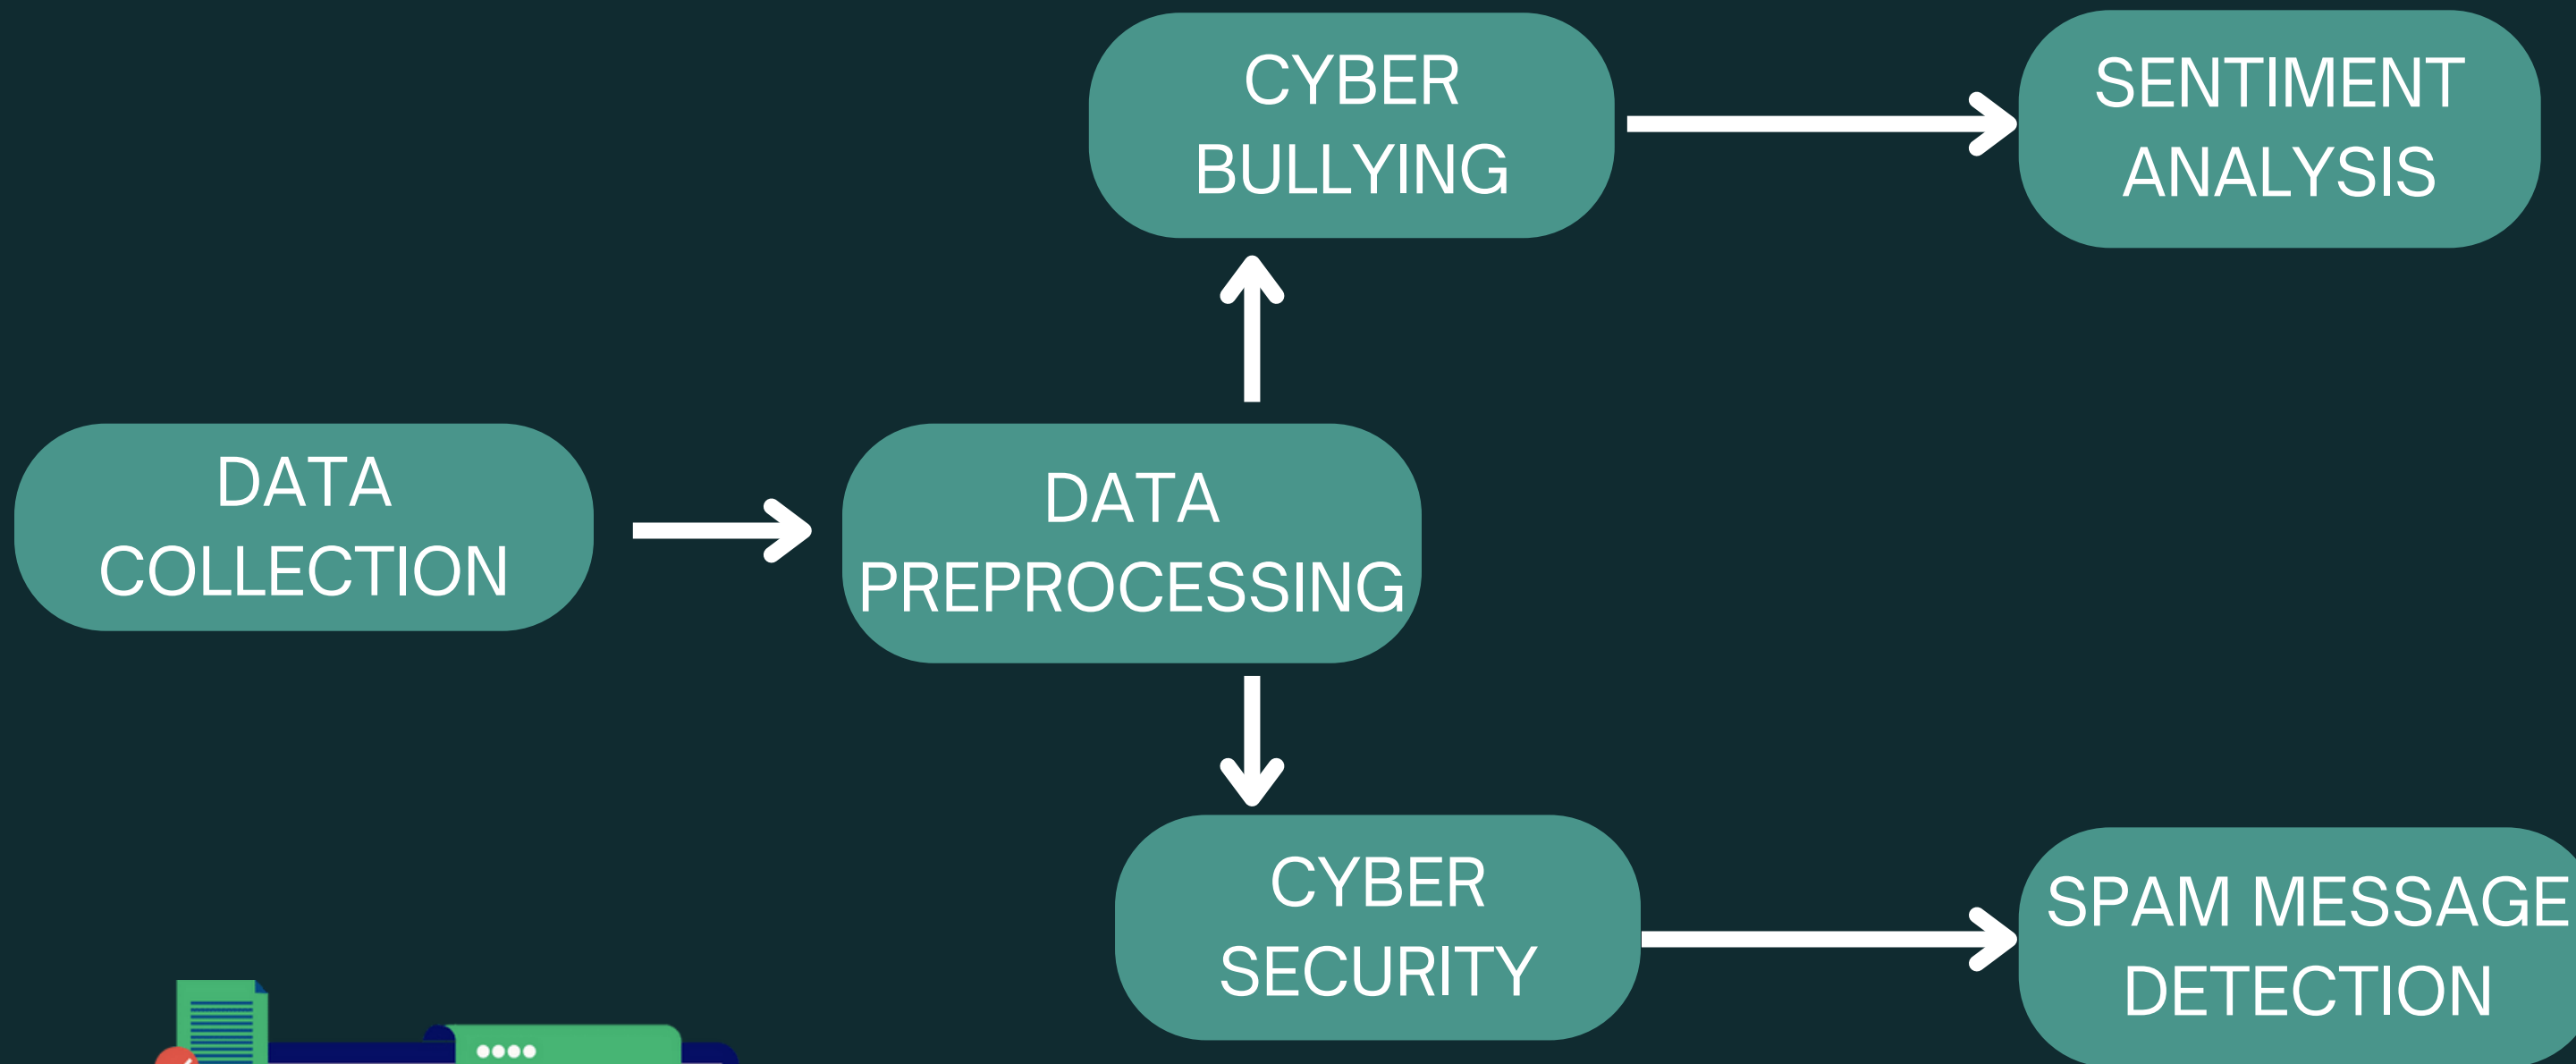 CYBER
BULLYING
SENTIMENT
ANALYSIS
DATA
COLLECTION
DATA
PREPROCESSING
CYBER
SECURITY
SPAM MESSAGE
DETECTION